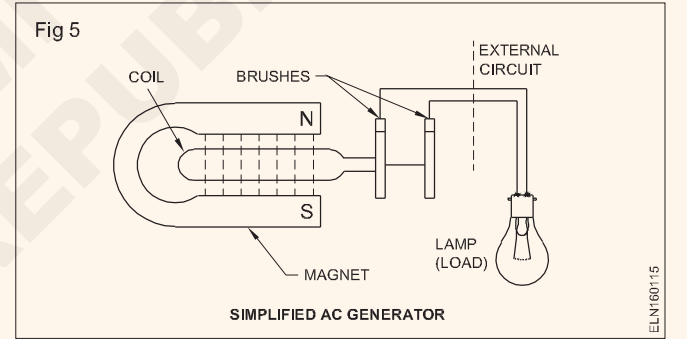 Fig 5
EXTERNAL
CIRCUIT
COIL
BRUSHES
N
S
LAMP
(LOAD)
MAGNET
SIMPLIFIED AC GENERATOR
ELN160115